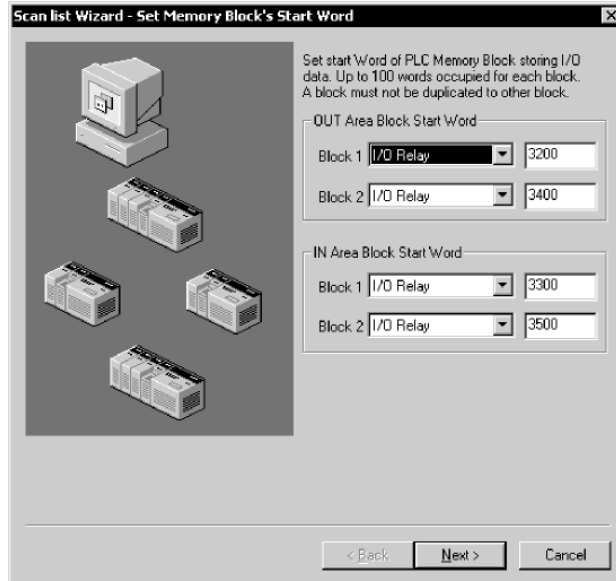 Scan list Wizard - Set Memory Block's Start Word
Set start Word of PLC Memory Block storing I/O
data. Up to 100 words occupied for each block.
A block must not be duplicated to other block.
OUT Area Block Start Word
Block 1 I/O Relay 3200
Block 2 I/O Relay 3400
IN Area Block Start Word
Block 1 I/O Relay 3300
Block 2 I/O Relay 3500
< Back Next > Cancel